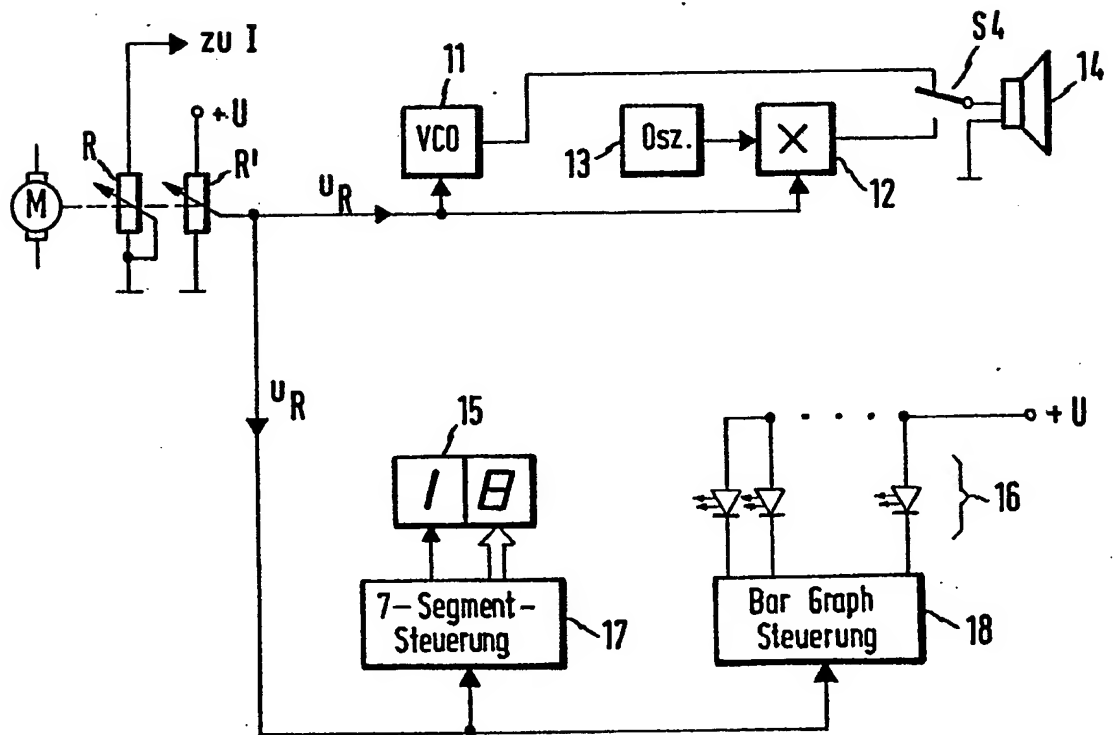 zu I
+U
R
R'
M
u_R
11
VCO
13
Osz.
X
12
S4
14
u_R
15
18
+U
16
7-Segment-
Steuerung
17
Bar Graph
Steuerung
18